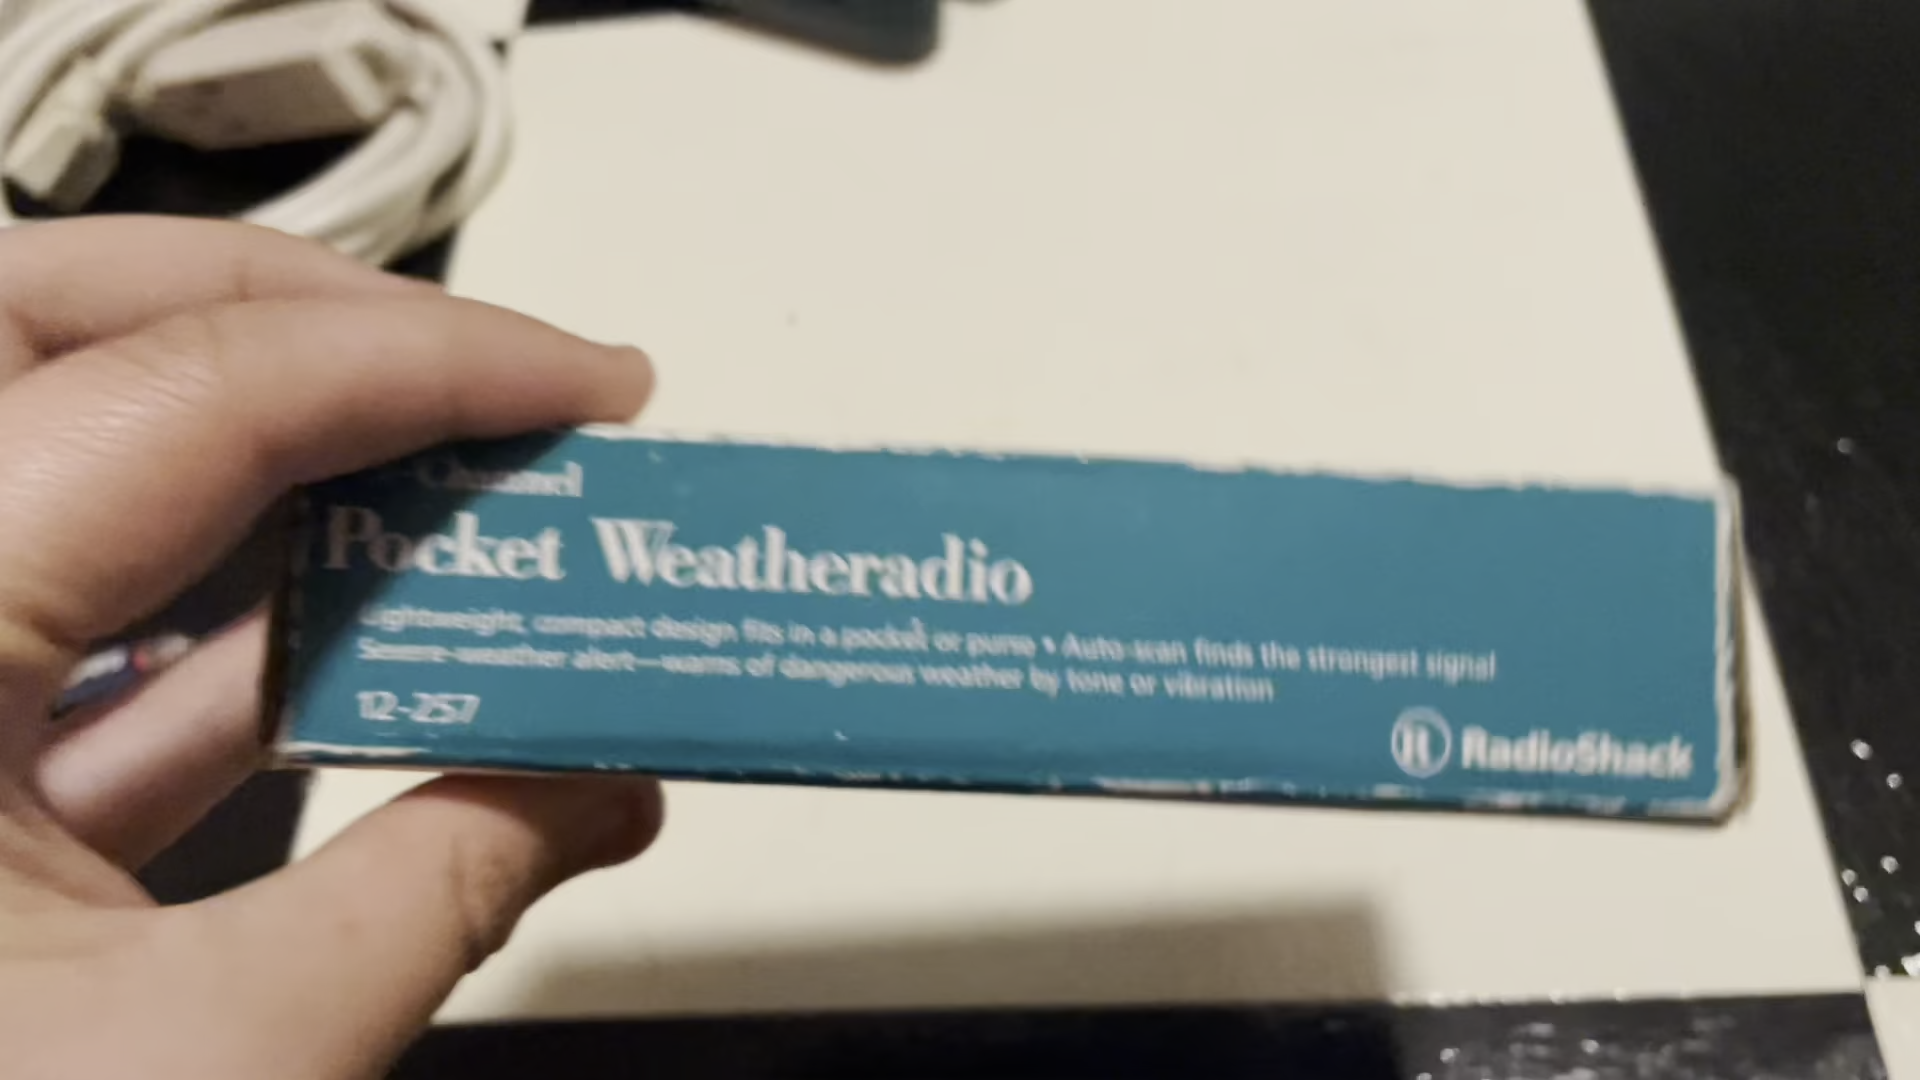 Channel
Pocket Weatheradio
Lightweight, compact design fits in a pocket or purse • Auto-scan finds the strongest signal
Severe-weather alert—warns of dangerous weather by tone or vibration
12-257
R RadioShack